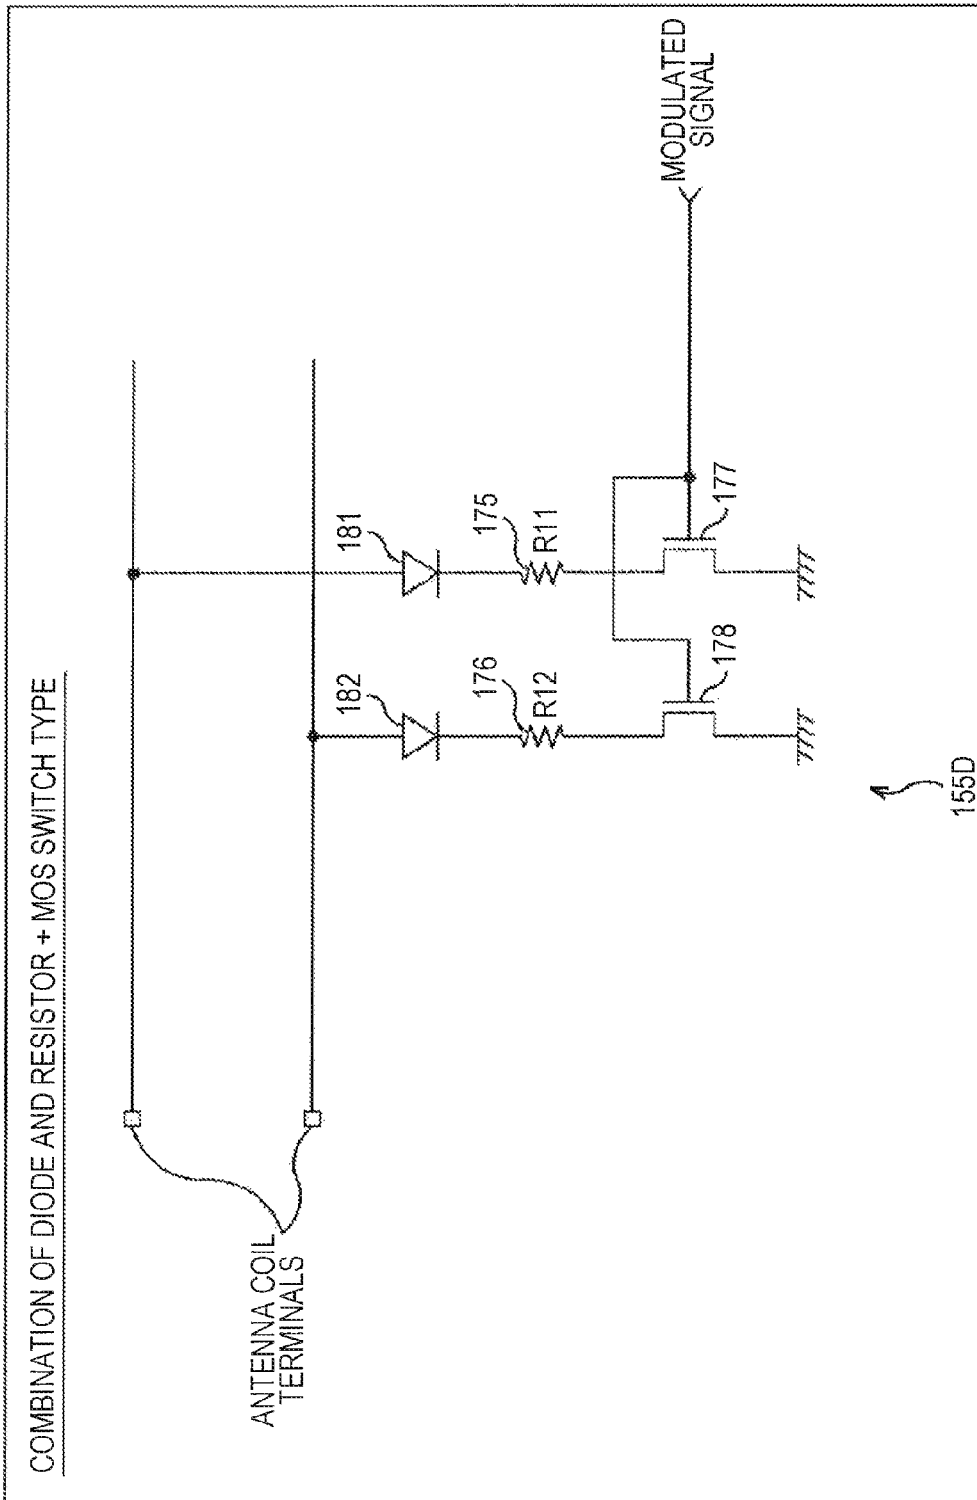 COMBINATION OF DIODE AND RESISTOR + MOS SWITCH TYPE
ANTENNA COIL
TERMINALS
182
181
176
R12
175
R11
178
177
MODULATED
SIGNAL
155D